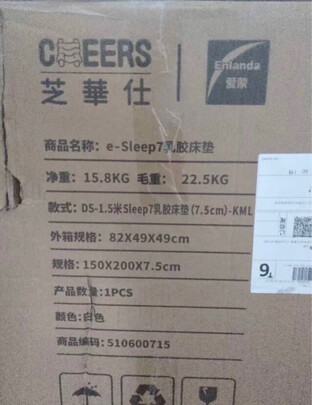 CHEERS
芝華仕
Enlanda
爱蒙
商品名称：e-Sleep7乳胶床垫
净重：15.8KG 毛重：22.5KG
款式：DS-1.5米Sleep7乳胶床垫(7.5cm)-KML
外箱规格：82X49X49cm
规格：150X200X7.5cm
产品数量：1PCS
颜色：白色
商品编码：510600715